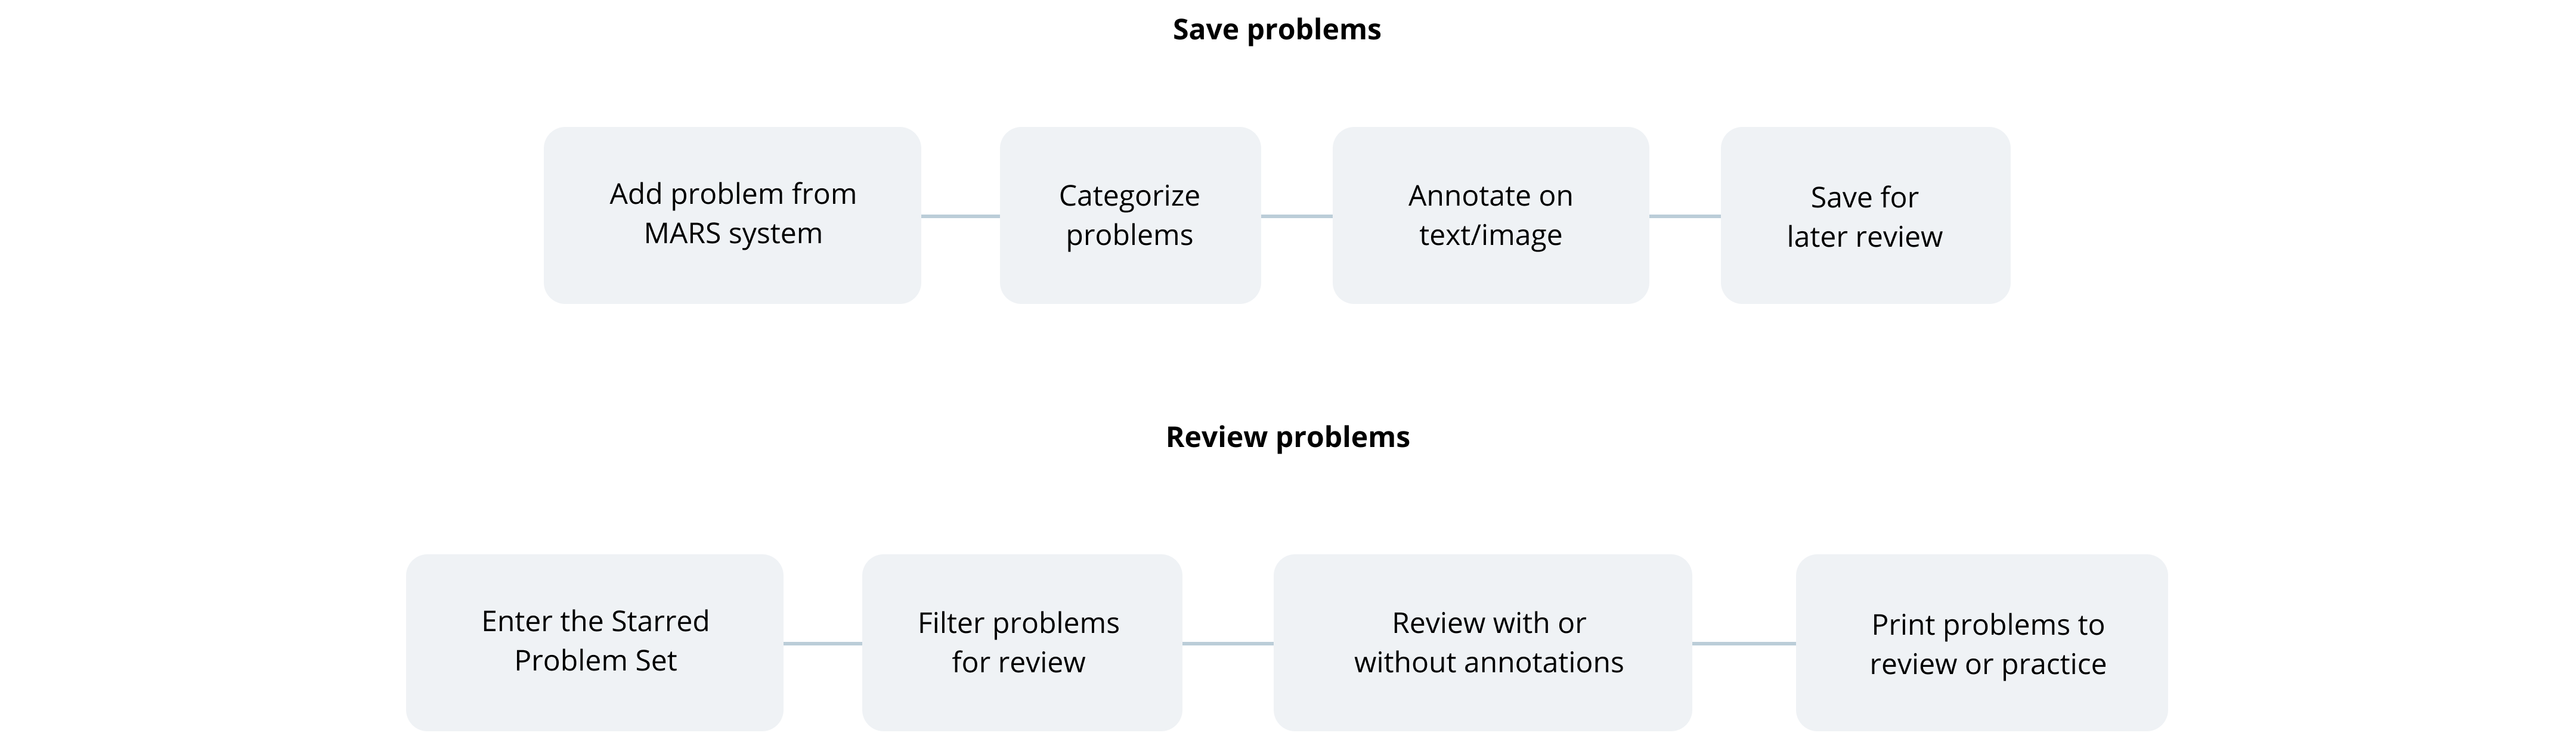 Save problems
Add problem from
MARS system
Categorize
problems
Annotate on
text/image
Save for
later review
Review problems
Enter the Starred
Problem Set
Filter problems
for review
Review with or
without annotations
Print problems to
review or practice